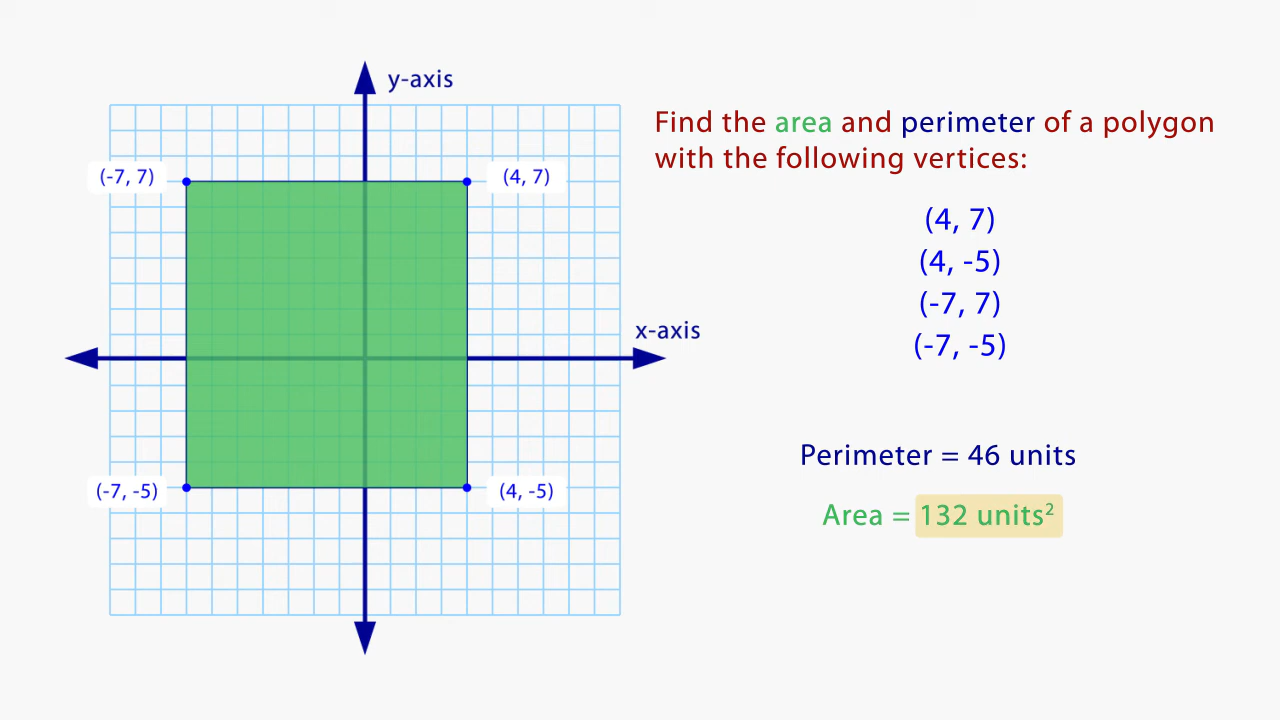 y-axis
Find the area and perimeter of a polygon
with the following vertices:
(-7, 7)
(4, 7)
(4, 7)
(4, -5)
(-7, 7)
(-7, -5)
x-axis
Perimeter = 46 units
(-7, -5)
(4, -5)
Area = 132 units²